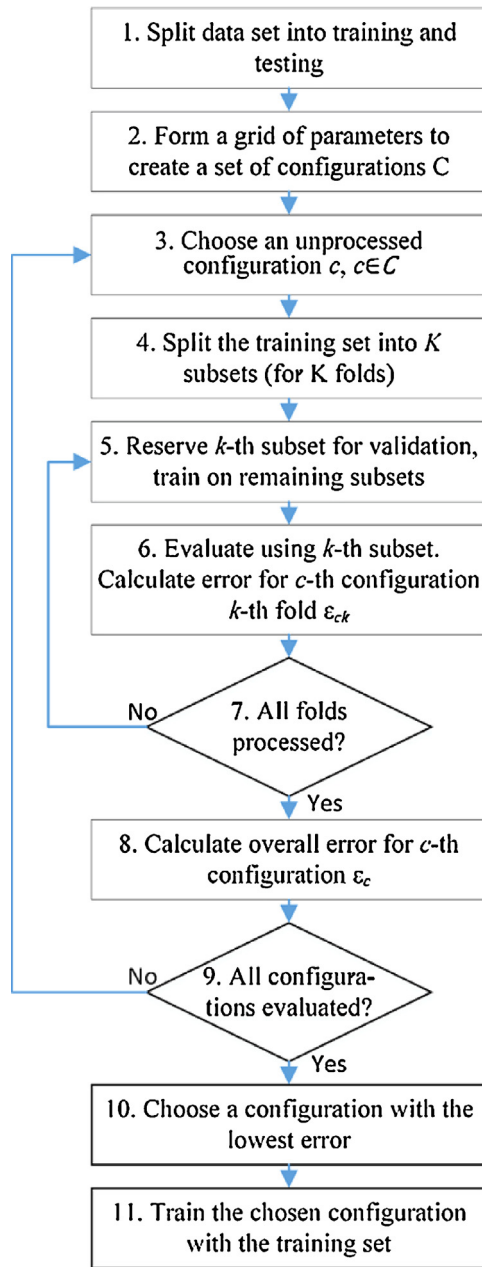 1. Split data set into training and
testing
2. Form a grid of parameters to
create a set of configurations C
3. Choose an unprocessed
configuration c, c∈C
4. Split the training set into K
subsets (for K folds)
5. Reserve k-th subset for validation,
train on remaining subsets
6. Evaluate using k-th subset.
Calculate error for c-th configuration
k-th fold εck
No
7. All folds
processed?
Yes
8. Calculate overall error for c-th
configuration εc
No
9. All configura-
tions evaluated?
Yes
10. Choose a configuration with the
lowest error
11. Train the chosen configuration
with the training set